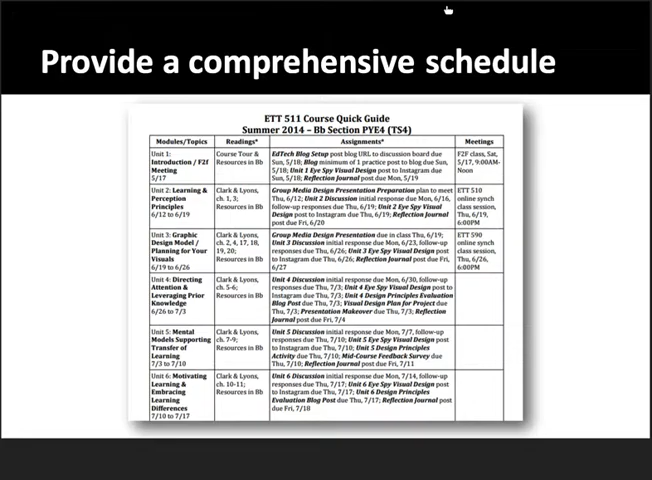 Provide a comprehensive schedule
ETT 511 Course Quick Guide
Summer 2014 – Bb Section PYE4 (TS4)
Modules/Topics Readings* Assignments* Meetings
Unit 1:
Introduction / F2f
Meeting
5/17
Course Tour &
Resources in Bb
EdTech Blog Setup post blog URL to discussion board due
Sun, 5/18; Blog minimum of 1 practice post to blog due Sun,
5/18; Unit 1 Eye Spy Visual Design post to Instagram due
Sun, 5/18; Reflection Journal post due Mon, 5/19
F2F class, Sat,
5/17, 9:00AM-
Noon
Unit 2: Learning &
Perception
Principles
6/12 to 6/19
Clark & Lyons,
ch. 1, 3;
Resources in Bb
Group Media Design Presentation Preparation plan to meet
Thu, 6/12; Unit 2 Discussion initial response due Mon, 6/16,
follow-up responses due Thu, 6/19; Unit 2 Eye Spy Visual
Design post to Instagram due Thu, 6/19; Reflection Journal
post due Fri, 6/20
ETT 510
online synch
class session,
Thu, 6/19,
6:00PM
Unit 3: Graphic
Design Model /
Planning for Your
Visuals
6/19 to 6/26
Clark & Lyons,
ch. 2, 4, 17, 18,
19, 20;
Resources in Bb
Group Media Design Presentation due in class Thu, 6/19;
Unit 3 Discussion initial response due Mon, 6/23, follow-up
responses due Thu, 6/26; Unit 3 Eye Spy Visual Design post
to Instagram due Thu, 6/26; Reflection Journal post due Fri,
6/27
ETT 590
online synch
class session,
Thu, 6/26,
6:00PM
Unit 4: Directing
Attention &
Leveraging Prior
Knowledge
6/26 to 7/3
Clark & Lyons,
ch. 5-6;
Resources in Bb
Unit 4 Discussion initial response due Mon, 6/30, follow-up
responses due Thu, 7/3; Unit 4 Eye Spy Visual Design post to
Instagram due Thu, 7/3; Unit 4 Design Principles Evaluation
Blog Post due Thu, 7/3; Visual Design Plan for Project due
Thu, 7/3; Presentation Makeover due Thu, 7/3; Reflection
Journal post due Fri, 7/4
Unit 5: Mental
Models Supporting
Transfer of
Learning
7/3 to 7/10
Clark & Lyons,
ch. 7-9;
Resources in Bb
Unit 5 Discussion initial response due Mon, 7/7, follow-up
responses due Thu, 7/10; Unit 5 Eye Spy Visual Design post
to Instagram due Thu, 7/10; Unit 5 Design Principles
Activity due Thu, 7/10; Mid-Course Feedback Survey due
Thu, 7/10; Reflection Journal post due Fri, 7/11
Unit 6: Motivating
Learning &
Embracing
Learning
Differences
7/10 to 7/17
Clark & Lyons,
ch. 10-11;
Resources in Bb
Unit 6 Discussion initial response due Mon, 7/14, follow-up
responses due Thu, 7/17; Unit 6 Eye Spy Visual Design post
to Instagram due Thu, 7/17; Unit 6 Design Principles
Evaluation Blog Post due Thu, 7/17; Reflection Journal post
due Fri, 7/18